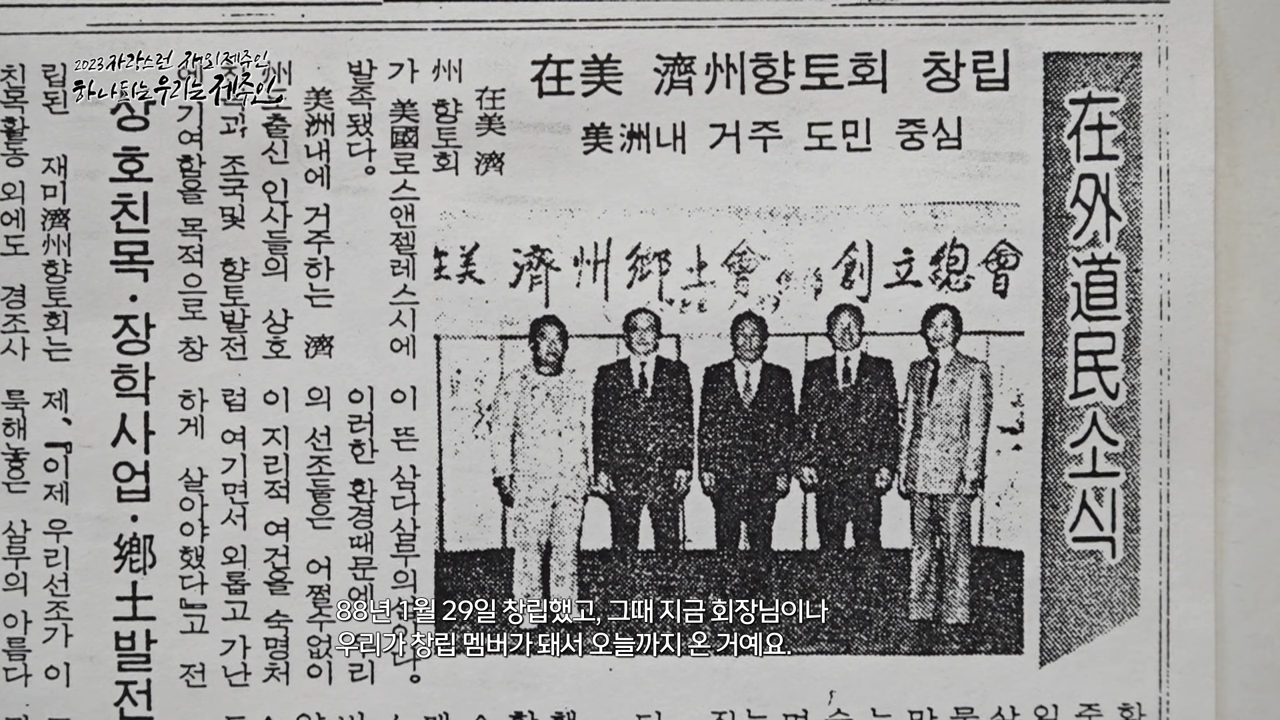 2023 자랑스런 재외제주인
하나 되는 우리는 제주인
在外道民소식
在美 濟州향토회 창립
美洲내 거주 도민 중심
濟州鄕土會 創立總會
在美 濟
州 향토회
가 美國로스앤젤레스시에
발족됐다。
美洲내에 거주하는 濟
출신 인사들의 상호
조국및 향토발전
기여함을 목적으로 창
상호친목·장학사업·鄕土발전
립된 재미濟州향토회는
친목활동 외에도 경조사
이 뜬 삼다살부의
이러한 환경때문에 우리
의 선조들은 어쩔수없이
이 지리적 여건을 숙명처
럼 여기면서 외롭고 가난
하게 살아야했다』고 전
제、『이제 우리선조가 이
룩해놓은 살부의 아름다
88년 1월 29일 창립했고, 그때 지금 회장님이나
우리가 창립 멤버가 돼서 오늘까지 온 거예요.